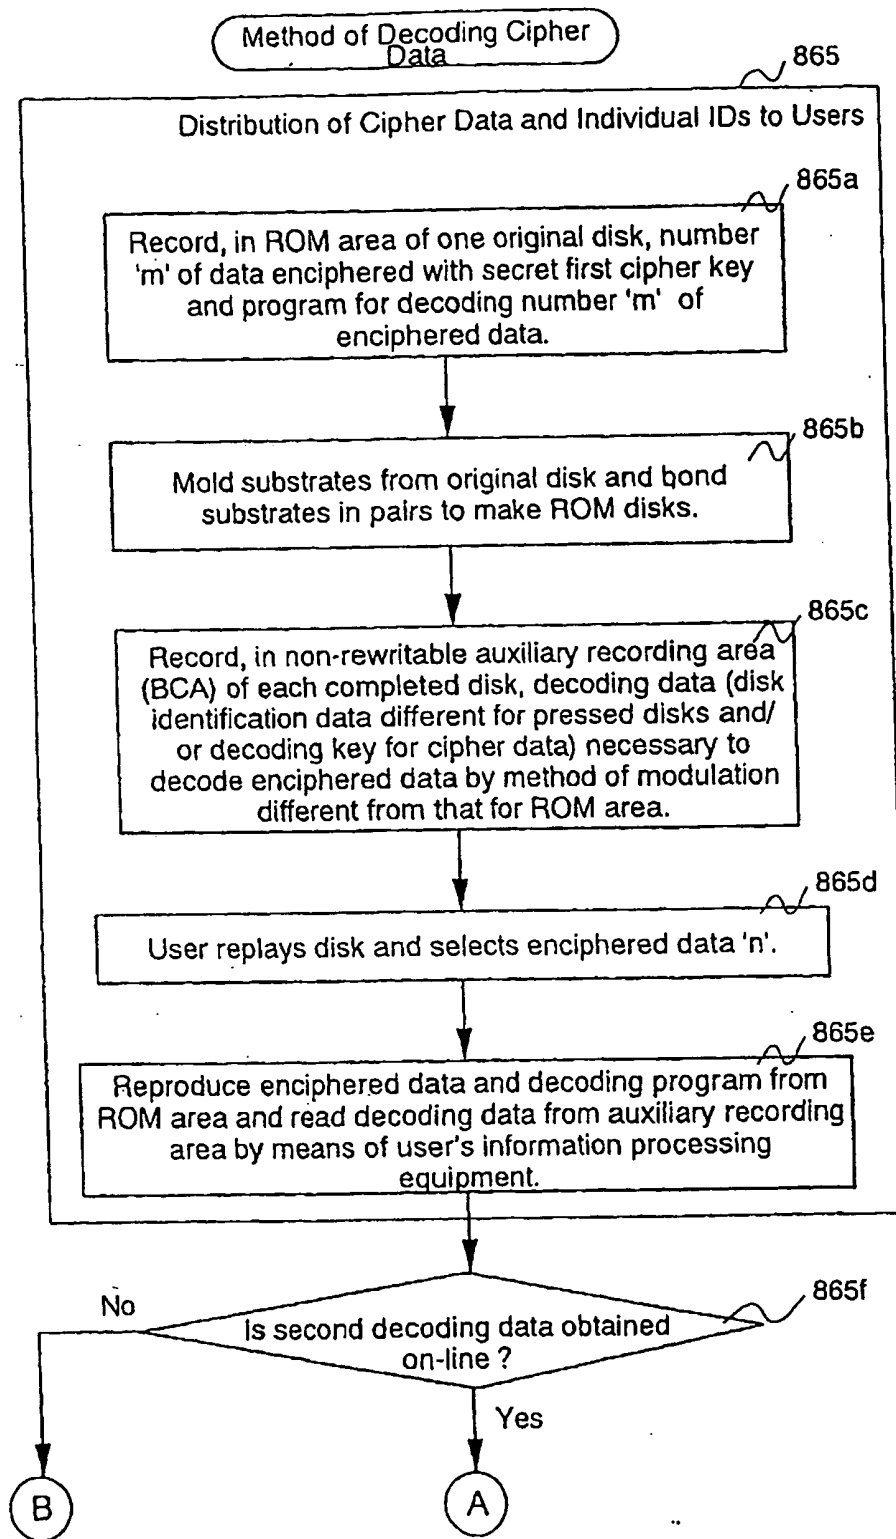 Method of Decoding Cipher
Data
865
Distribution of Cipher Data and Individual IDs to Users
865a
Record, in ROM area of one original disk, number
'm' of data enciphered with secret first cipher key
and program for decoding number 'm' of
enciphered data.
865b
Mold substrates from original disk and bond
substrates in pairs to make ROM disks.
865c
Record, in non-rewritable auxiliary recording area
(BCA) of each completed disk, decoding data (disk
identification data different for pressed disks and/
or decoding key for cipher data) necessary to
decode enciphered data by method of modulation
different from that for ROM area.
865d
User replays disk and selects enciphered data 'n'.
865e
Reproduce enciphered data and decoding program from
ROM area and read decoding data from auxiliary recording
area by means of user's information processing
equipment.
865f
No
Is second decoding data obtained
on-line ?
Yes
B
A